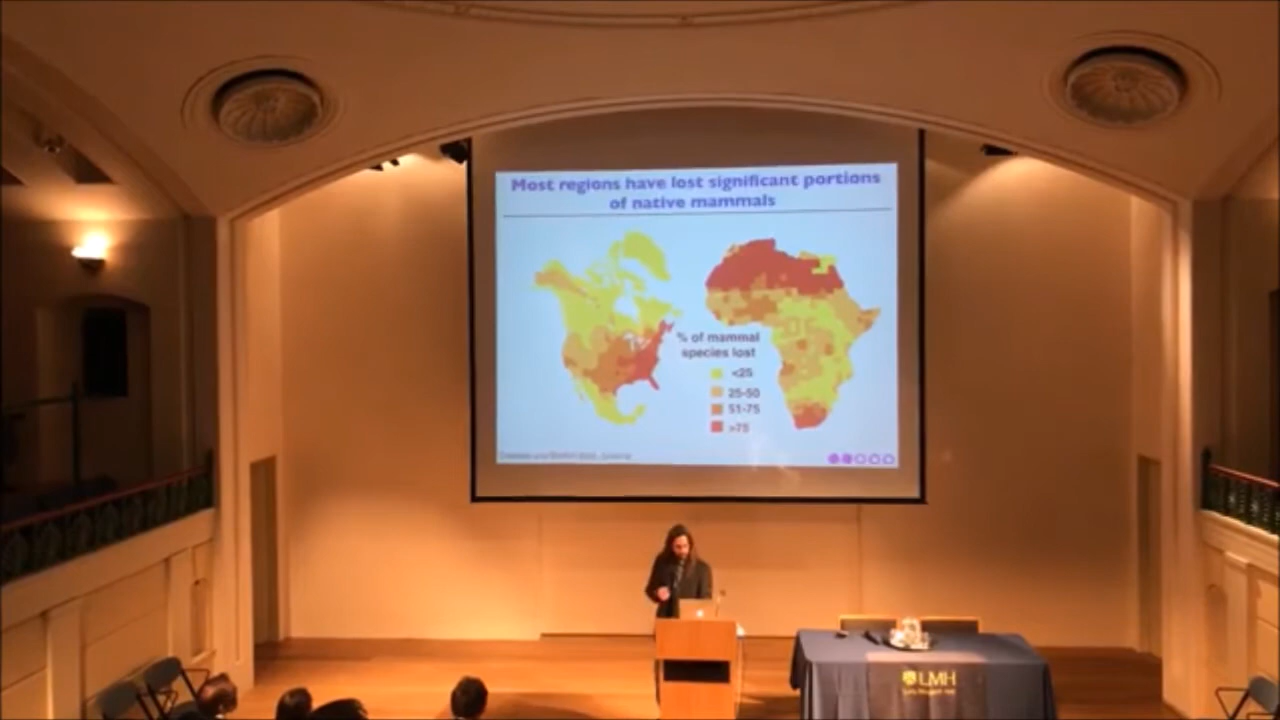 Most regions have lost significant portions
of native mammals
% of mammal
species lost
<25
25-50
51-75
>75
LMH